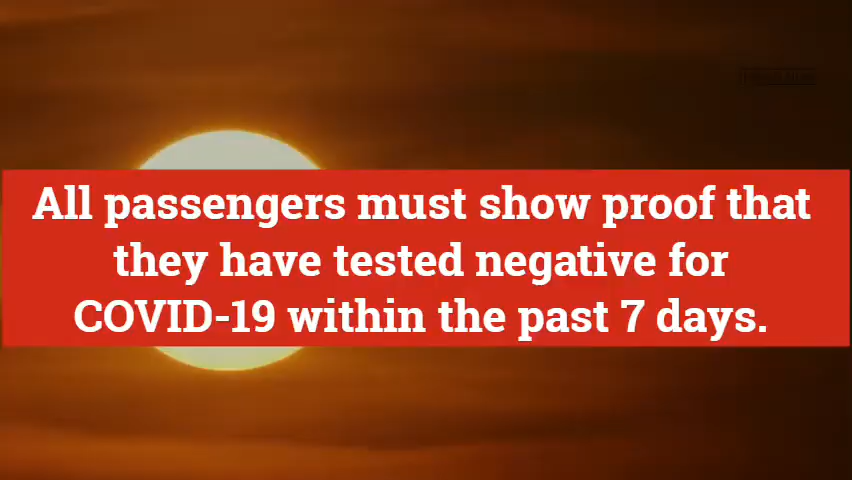 All passengers must show proof that
they have tested negative for
COVID-19 within the past 7 days.